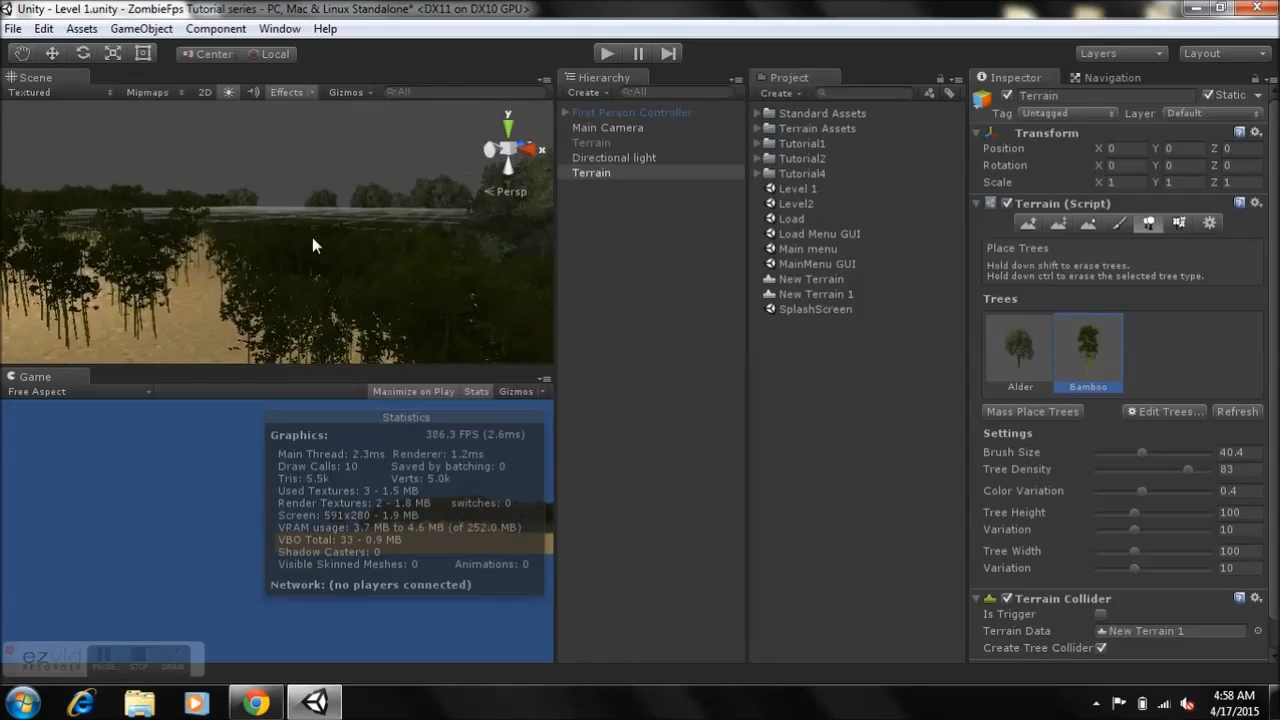 Unity - Level 1.unity - ZombieFps Tutorial series - PC, Mac & Linux Standalone* <DX11 on DX10 GPU>
File Edit Assets GameObject Component Window Help
Center Local
Layers Layout
Scene
Textured Mipmaps 2D Effects Gizmos All
y
x
Persp
Game
Free Aspect Maximize on Play Stats Gizmos
Statistics
Graphics: 386.3 FPS (2.6ms)
Main Thread: 2.3ms Renderer: 1.2ms
Draw Calls: 10 Saved by batching: 0
Tris: 5.5k Verts: 5.0k
Used Textures: 3 - 1.5 MB
Render Textures: 2 - 1.8 MB switches: 0
Screen: 591x280 - 1.9 MB
VRAM usage: 3.7 MB to 4.6 MB (of 252.0 MB)
VBO Total: 33 - 0.9 MB
Shadow Casters: 0
Visible Skinned Meshes: 0 Animations: 0
Network: (no players connected)
Hierarchy
Create All
First Person Controller
Main Camera
Terrain
Directional light
Terrain
Project
Create
Standard Assets
Terrain Assets
Tutorial1
Tutorial2
Tutorial4
Level 1
Level2
Load
Load Menu GUI
Main menu
MainMenu GUI
New Terrain
New Terrain 1
SplashScreen
Inspector Navigation
Terrain Static
Tag Untagged Layer Default
Transform
Position X 0 Y 0 Z 0
Rotation X 0 Y 0 Z 0
Scale X 1 Y 1 Z 1
Terrain (Script)
Place Trees
Hold down shift to erase trees.
Hold down ctrl to erase the selected tree type.
Trees
Alder Bamboo
Mass Place Trees Edit Trees... Refresh
Settings
Brush Size 40.4
Tree Density 83
Color Variation 0.4
Tree Height 100
Variation 10
Tree Width 100
Variation 10
Terrain Collider
Is Trigger
Terrain Data New Terrain 1
Create Tree Collider
ezvid
RECORDER
PAUSE STOP DRAW
4:58 AM
4/17/2015